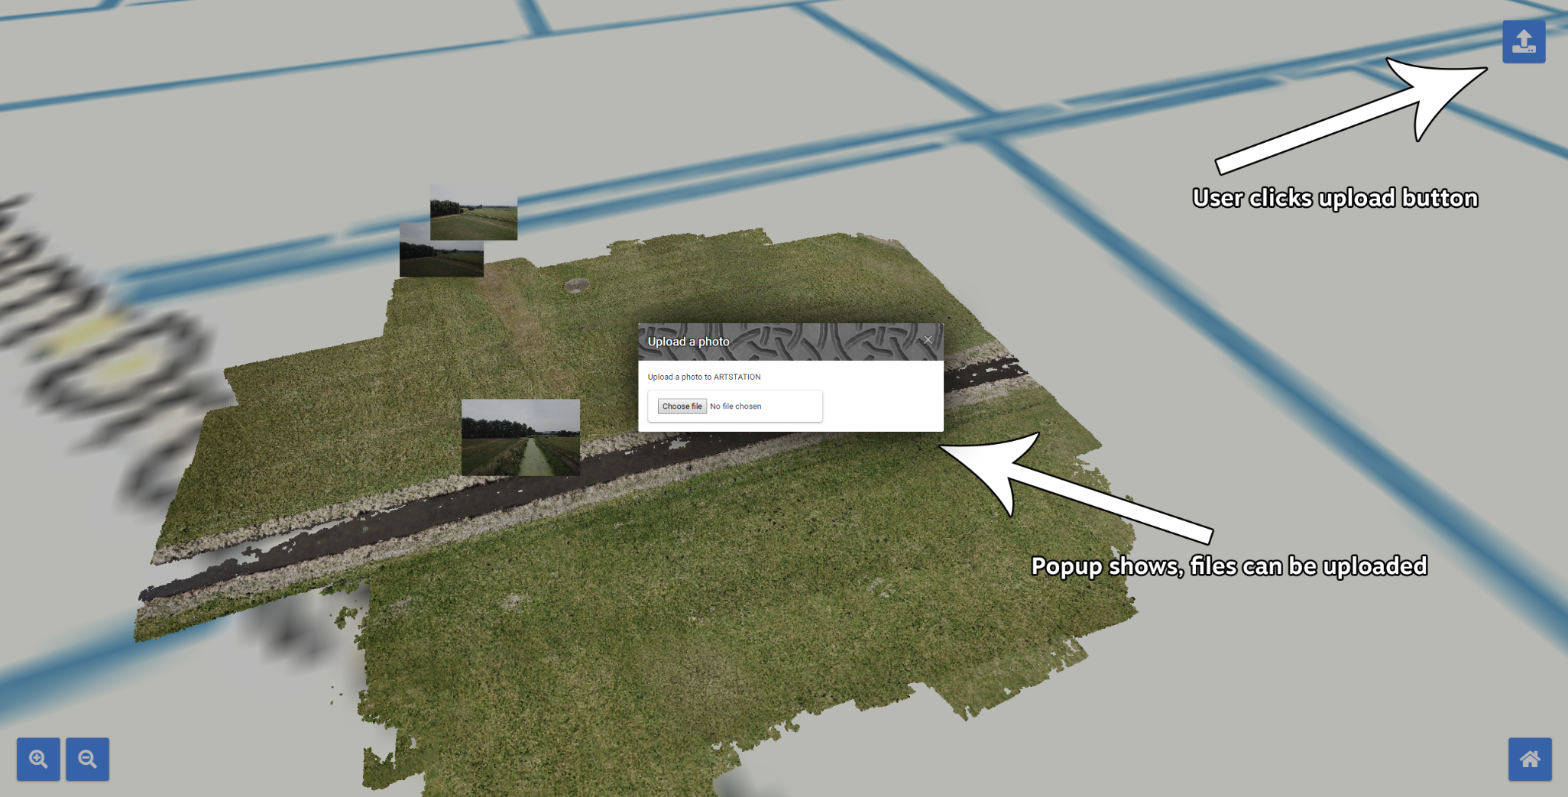 User clicks upload button
Upload a photo
Upload a photo to ARTSTATION
Choose file No file chosen
Popup shows, files can be uploaded